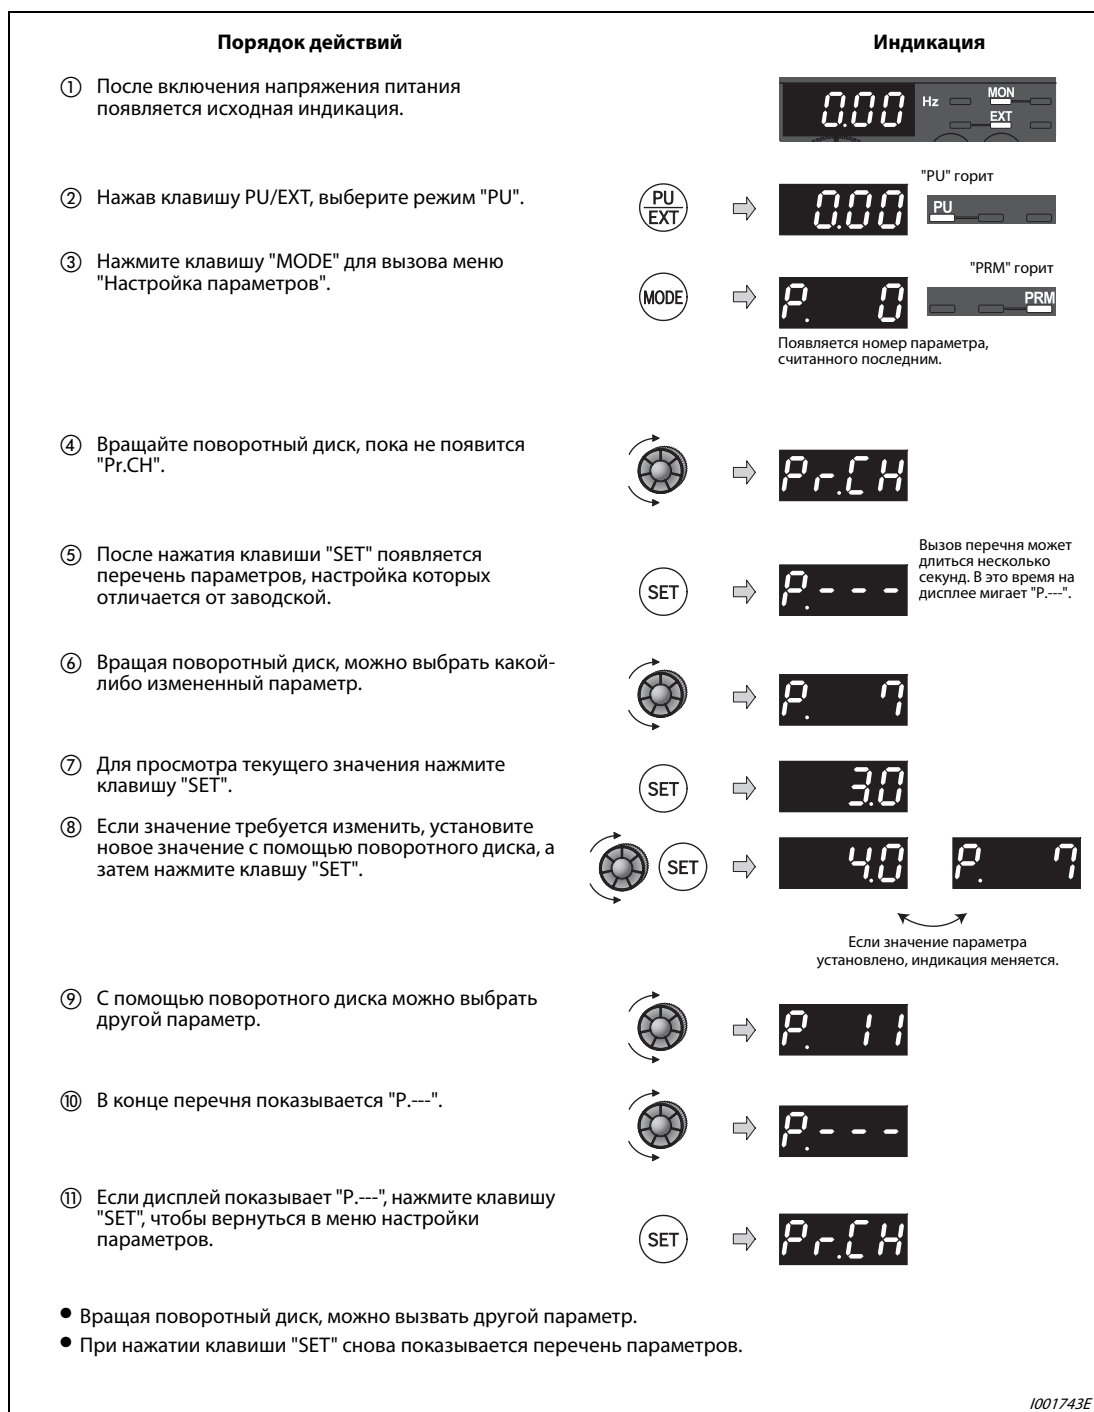 Порядок действий
Индикация
① После включения напряжения питания
появляется исходная индикация.
0.00 Hz MON
EXT
② Нажав клавишу PU/EXT, выберите режим "PU".
PU
EXT
0.00
"PU" горит
PU
③ Нажмите клавишу "MODE" для вызова меню
"Настройка параметров".
MODE
P. 0
"PRM" горит
PRM
Появляется номер параметра,
считанного последним.
④ Вращайте поворотный диск, пока не появится
"Pr.CH".
Pr.CH
⑤ После нажатия клавиши "SET" появляется
перечень параметров, настройка которых
отличается от заводской.
SET
P.---
Вызов перечня может
длиться несколько
секунд. В это время на
дисплее мигает "P.---".
⑥ Вращая поворотный диск, можно выбрать какой-
либо измененный параметр.
P. 7
⑦ Для просмотра текущего значения нажмите
клавишу "SET".
SET
3.0
⑧ Если значение требуется изменить, установите
новое значение с помощью поворотного диска, а
затем нажмите клавшу "SET".
SET
4.0
P. 7
Если значение параметра
установлено, индикация меняется.
⑨ С помощью поворотного диска можно выбрать
другой параметр.
P. 11
⑩ В конце перечня показывается "P.---".
P.---
⑪ Если дисплей показывает "P.---", нажмите клавишу
"SET", чтобы вернуться в меню настройки
параметров.
SET
Pr.CH
● Вращая поворотный диск, можно вызвать другой параметр.
● При нажатии клавиши "SET" снова показывается перечень параметров.
I001743E